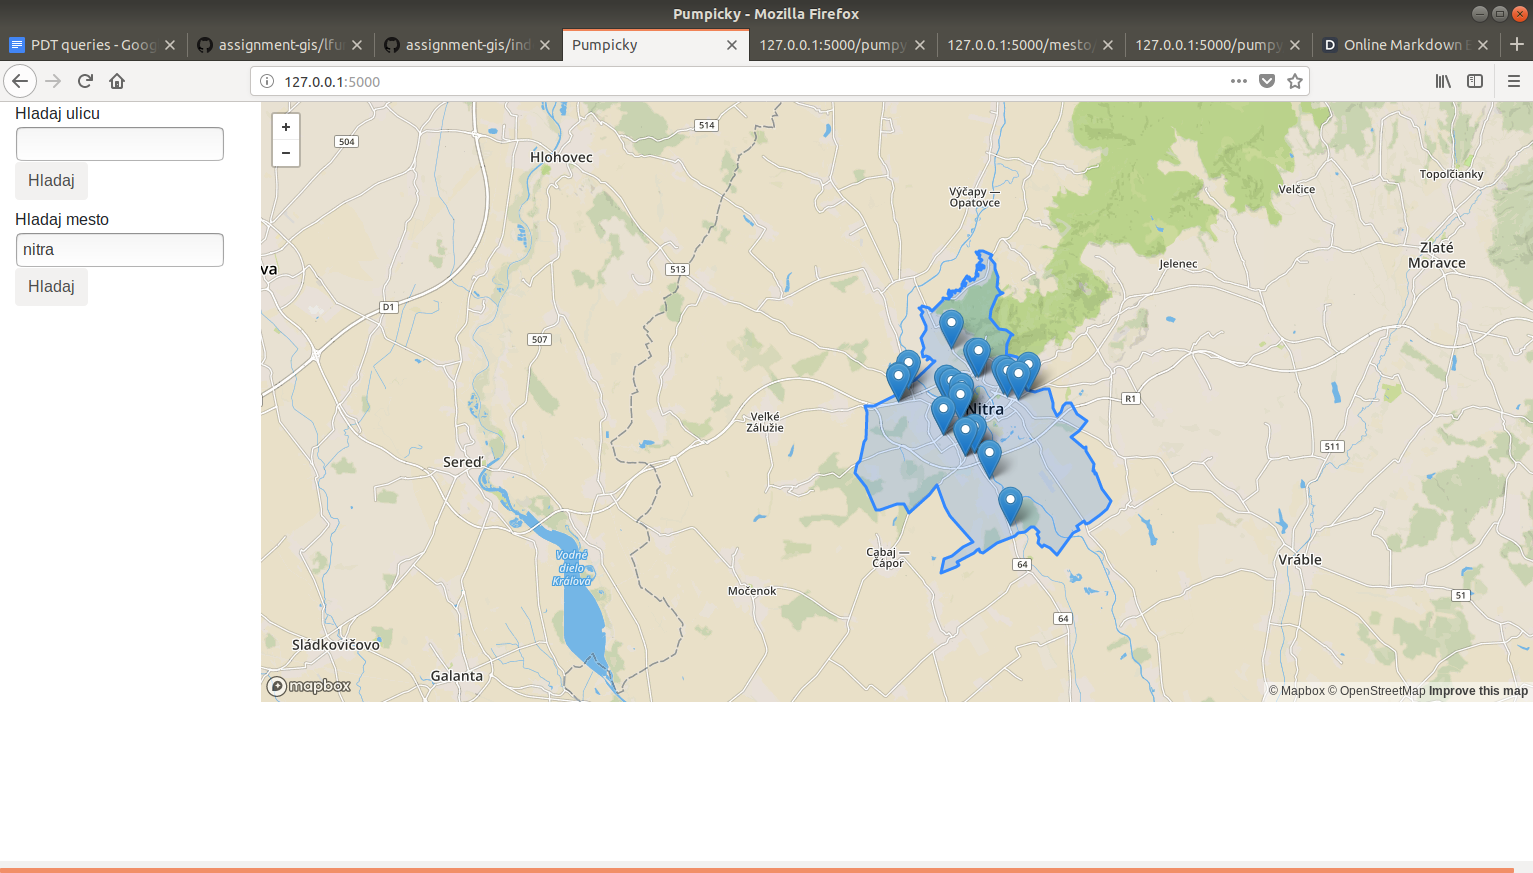 Pumpicky - Mozilla Firefox
PDT queries - Goog
assignment-gis/lfu
assignment-gis/ind
Pumpicky
127.0.0.1:5000/pumpy
127.0.0.1:5000/mesto/
127.0.0.1:5000/pumpy
Online Markdown E
127.0.0.1:5000
Hladaj ulicu
Hladaj
Hladaj mesto
nitra
Hladaj
+
−
504
514
Hlohovec
Výčapy —
Opatovce
Velčice
Topoľčianky
Zlaté
Moravce
Jelenec
va
513
D1
507
R1
Nitra
Veľké
Zálužie
511
Sereď
Vodné
dielo
Kráľová
Cabaj —
Čápor
64
Vráble
Močenok
51
64
Sládkovičovo
Galanta
mapbox
© Mapbox © OpenStreetMap Improve this map